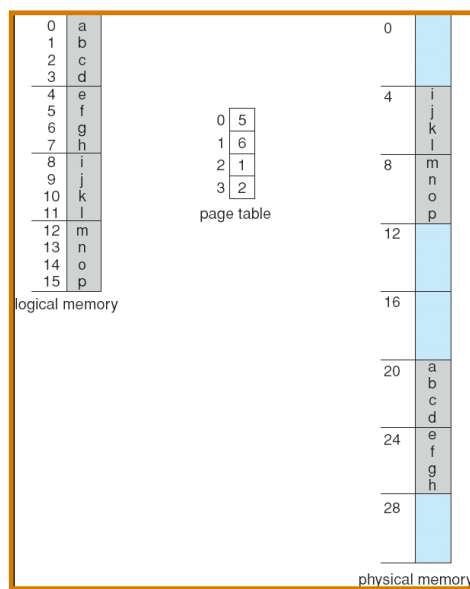 0 a
1 b
2 c
3 d
4 e
5 f
6 g
7 h
8 i
9 j
10 k
11 l
12 m
13 n
14 o
15 p
logical memory
0 5
1 6
2 1
3 2
page table
0
4 i
j
k
l
8 m
n
o
p
12
16
20 a
b
c
d
24 e
f
g
h
28
physical memory